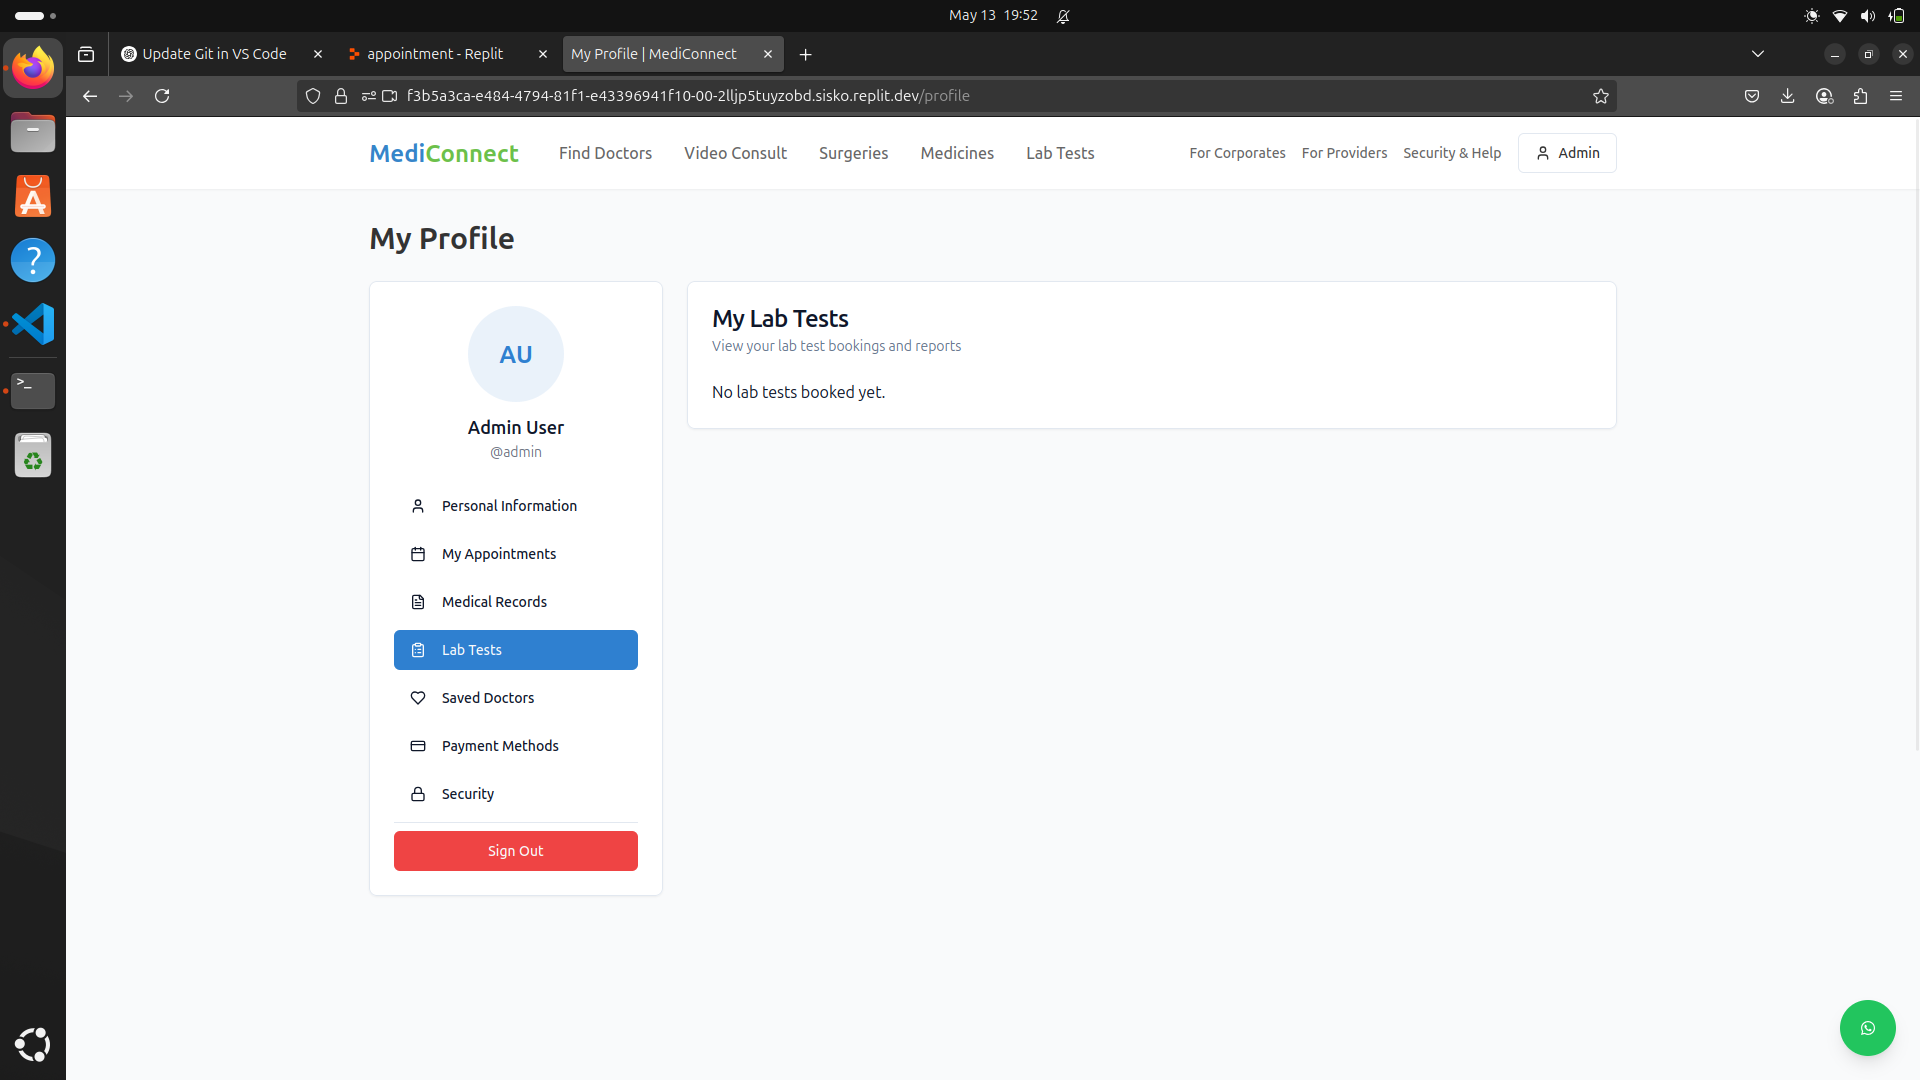 May 13 19:52
Update Git in VS Code
appointment - Replit
My Profile | MediConnect
f3b5a3ca-e484-4794-81f1-e43396941f10-00-2lljp5tuyzobd.sisko.replit.dev/profile
MediConnect
Find Doctors
Video Consult
Surgeries
Medicines
Lab Tests
For Corporates
For Providers
Security & Help
Admin
My Profile
AU
Admin User
@admin
Personal Information
My Appointments
Medical Records
Lab Tests
Saved Doctors
Payment Methods
Security
Sign Out
My Lab Tests
View your lab test bookings and reports
No lab tests booked yet.